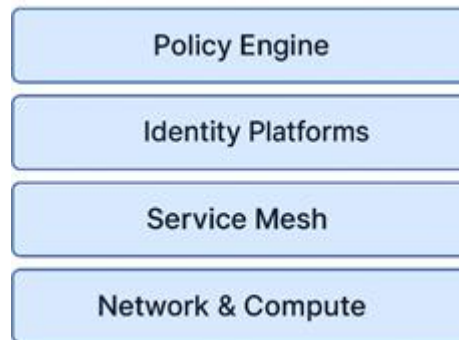 Policy Engine
Identity Platforms
Service Mesh
Network & Compute